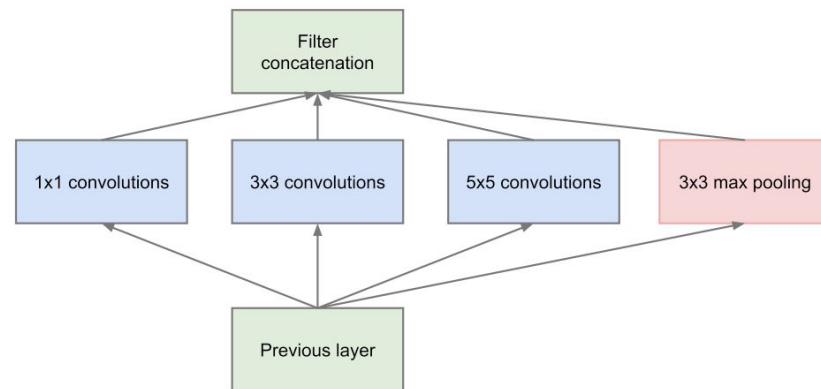 Filter
concatenation
1x1 convolutions
3x3 convolutions
5x5 convolutions
3x3 max pooling
Previous layer